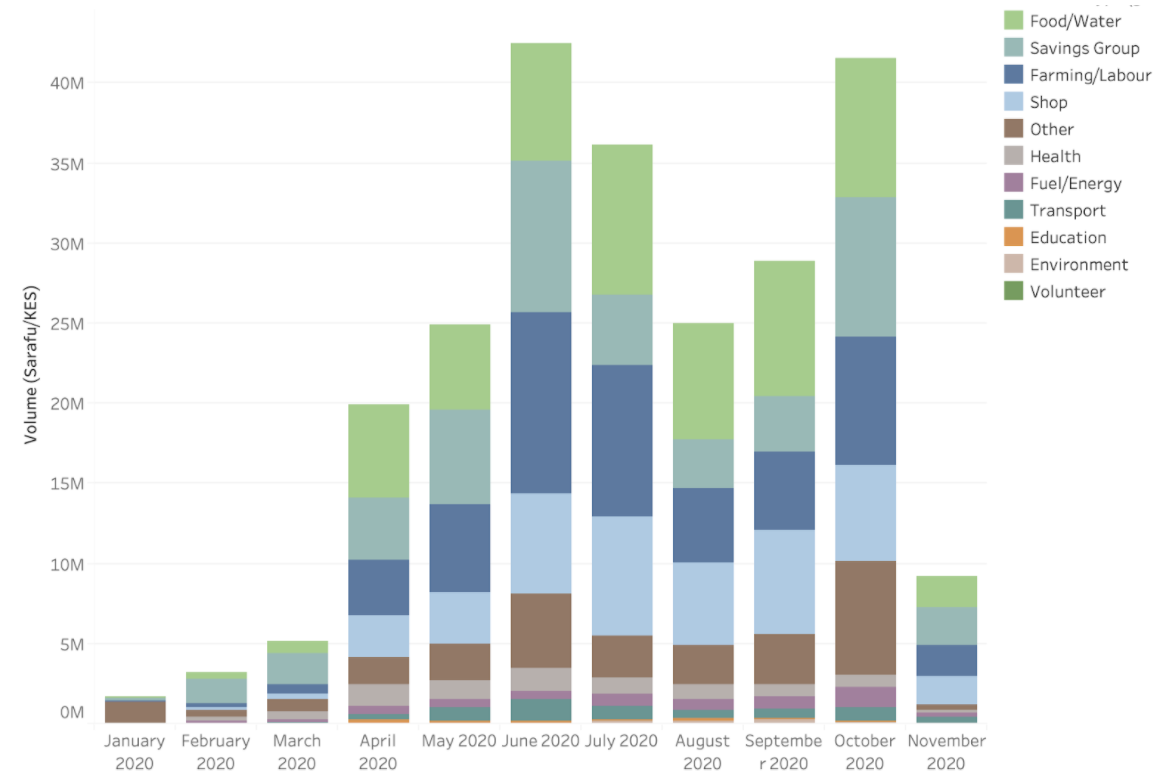 Food/Water
Savings Group
Farming/Labour
Shop
Other
Health
Fuel/Energy
Transport
Education
Environment
Volunteer
Volume (Sarafu/KES)
40M
35M
30M
25M
20M
15M
10M
5M
0M
January
2020
February
2020
March
2020
April
2020
May 2020
June 2020
July 2020
August
2020
Septembe
r 2020
October
2020
November
2020